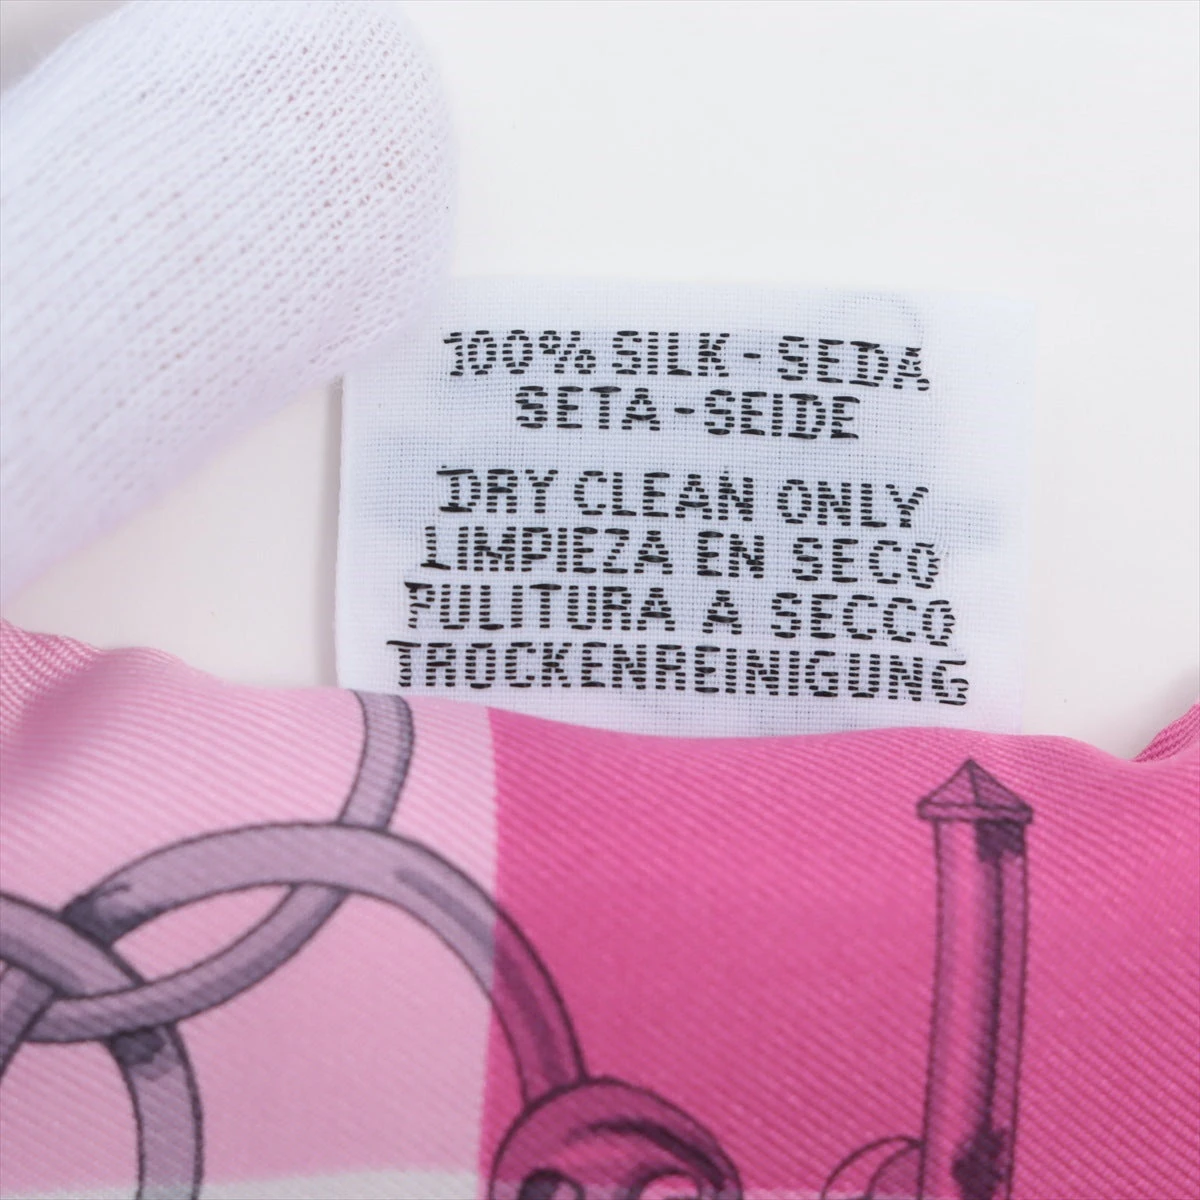 100% SILK-SEDA
SETA-SEIDE
DRY CLEAN ONLY
LIMPIEZA EN SECO
PULITURA A SECCO
TROCKENREINIGUNG